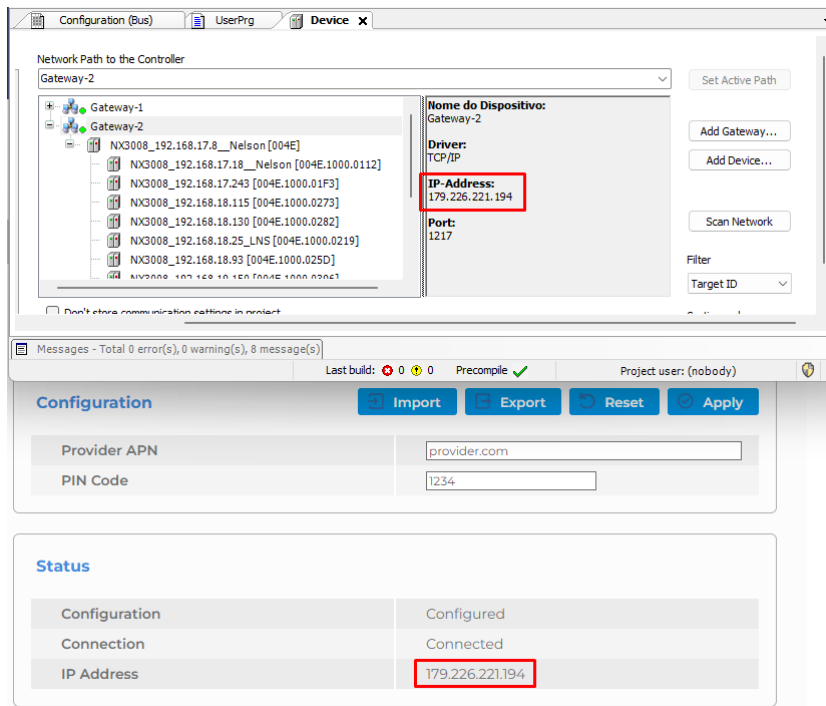 Configuration (Bus) UserPrg Device
Network Path to the Controller
Gateway-2 Set Active Path
Gateway-1
Gateway-2
NX3008_192.168.17.8__Nelson [004E]
NX3008_192.168.17.18__Nelson [004E.1000.0112]
NX3008_192.168.17.243 [004E.1000.01F3]
NX3008_192.168.18.115 [004E.1000.0273]
NX3008_192.168.18.130 [004E.1000.0282]
NX3008_192.168.18.25_LNS [004E.1000.0219]
NX3008_192.168.18.93 [004E.1000.025D]
Nome do Dispositivo:
Gateway-2
Driver:
TCP/IP
IP-Address:
179.226.221.194
Port:
1217
Add Gateway...
Add Device...
Scan Network
Filter
Target ID
Don't store communication settings in project
Messages - Total 0 error(s), 0 warning(s), 8 message(s)
Last build: 0 0 Precompile Project user: (nobody)
Configuration Import Export Reset Apply
Provider APN provider.com
PIN Code 1234
Status
Configuration Configured
Connection Connected
IP Address 179.226.221.194